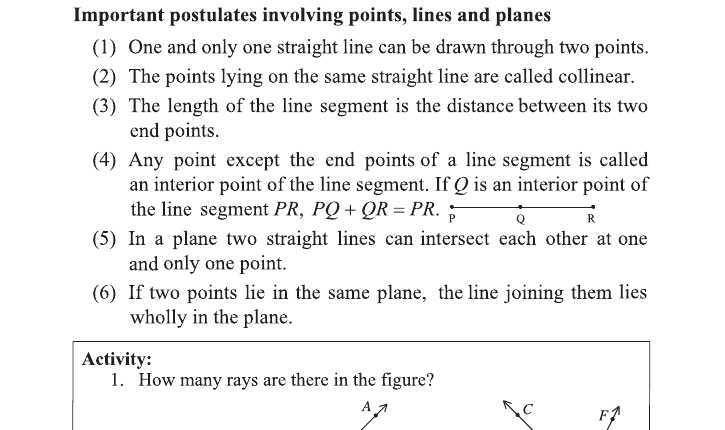 Important postulates involving points, lines and planes
(1) One and only one straight line can be drawn through two points.
(2) The points lying on the same straight line are called collinear.
(3) The length of the line segment is the distance between its two
end points.
(4) Any point except the end points of a line segment is called
an interior point of the line segment. If Q is an interior point of
the line segment PR, PQ + QR = PR.
P Q R
(5) In a plane two straight lines can intersect each other at one
and only one point.
(6) If two points lie in the same plane, the line joining them lies
wholly in the plane.
Activity:
1. How many rays are there in the figure?
A C F